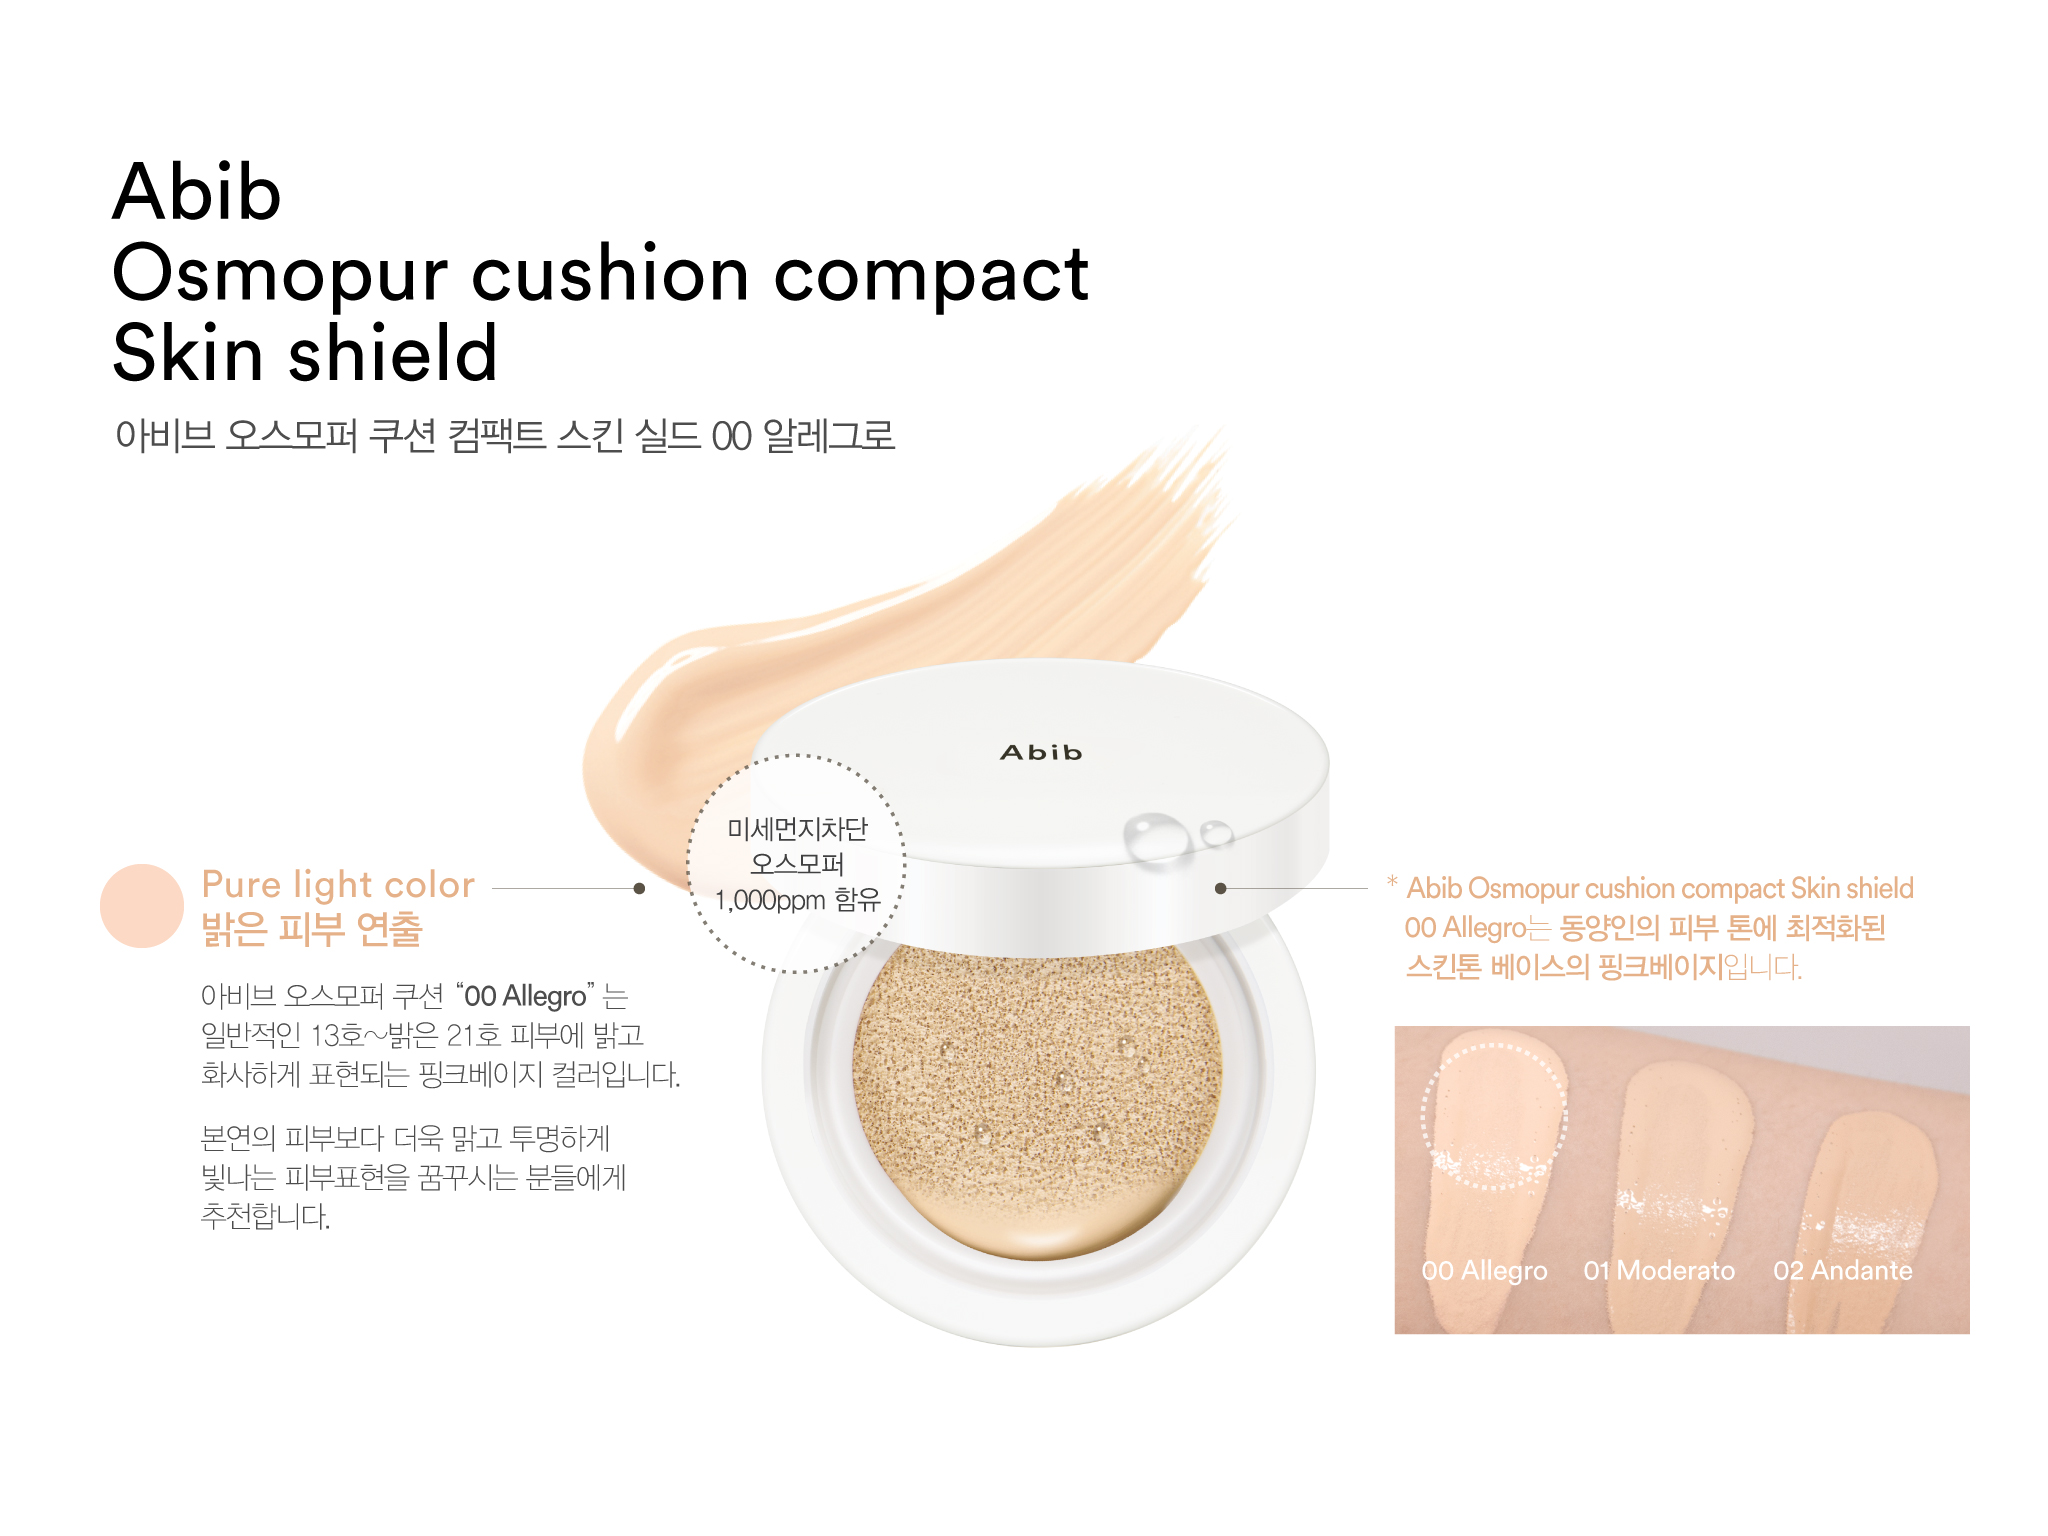 Abib
Osmopur cushion compact
Skin shield
아비브 오스모퍼 쿠션 컴팩트 스킨 실드 00 알레그로
Abib
미세먼지차단
오스모퍼
1,000ppm 함유
Pure light color
밝은 피부 연출
아비브 오스모퍼 쿠션 “00 Allegro” 는
일반적인 13호~밝은 21호 피부에 밝고
화사하게 표현되는 핑크베이지 컬러입니다.
본연의 피부보다 더욱 맑고 투명하게
빛나는 피부표현을 꿈꾸시는 분들에게
추천합니다.
* Abib Osmopur cushion compact Skin shield
00 Allegro는 동양인의 피부 톤에 최적화된
스킨톤 베이스의 핑크베이지입니다.
00 Allegro
01 Moderato
02 Andante